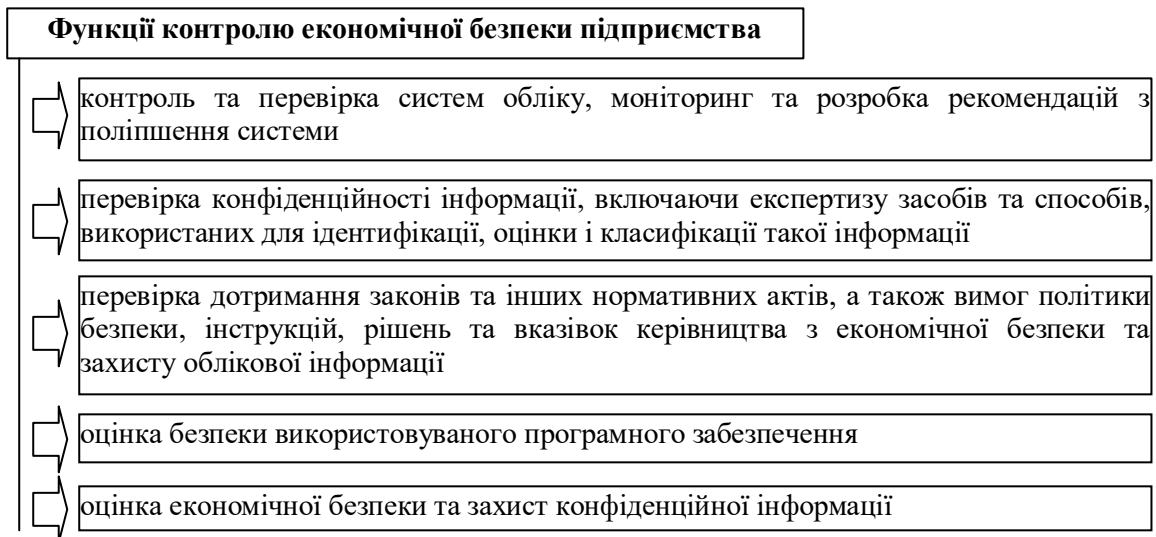 Функції контролю економічної безпеки підприємства
контроль та перевірка систем обліку, моніторинг та розробка рекомендацій з
поліпшення системи
перевірка конфіденційності інформації, включаючи експертизу засобів та способів,
використаних для ідентифікації, оцінки і класифікації такої інформації
перевірка дотримання законів та інших нормативних актів, а також вимог політики
безпеки, інструкцій, рішень та вказівок керівництва з економічної безпеки та
захисту облікової інформації
оцінка безпеки використовуваного програмного забезпечення
оцінка економічної безпеки та захист конфіденційної інформації